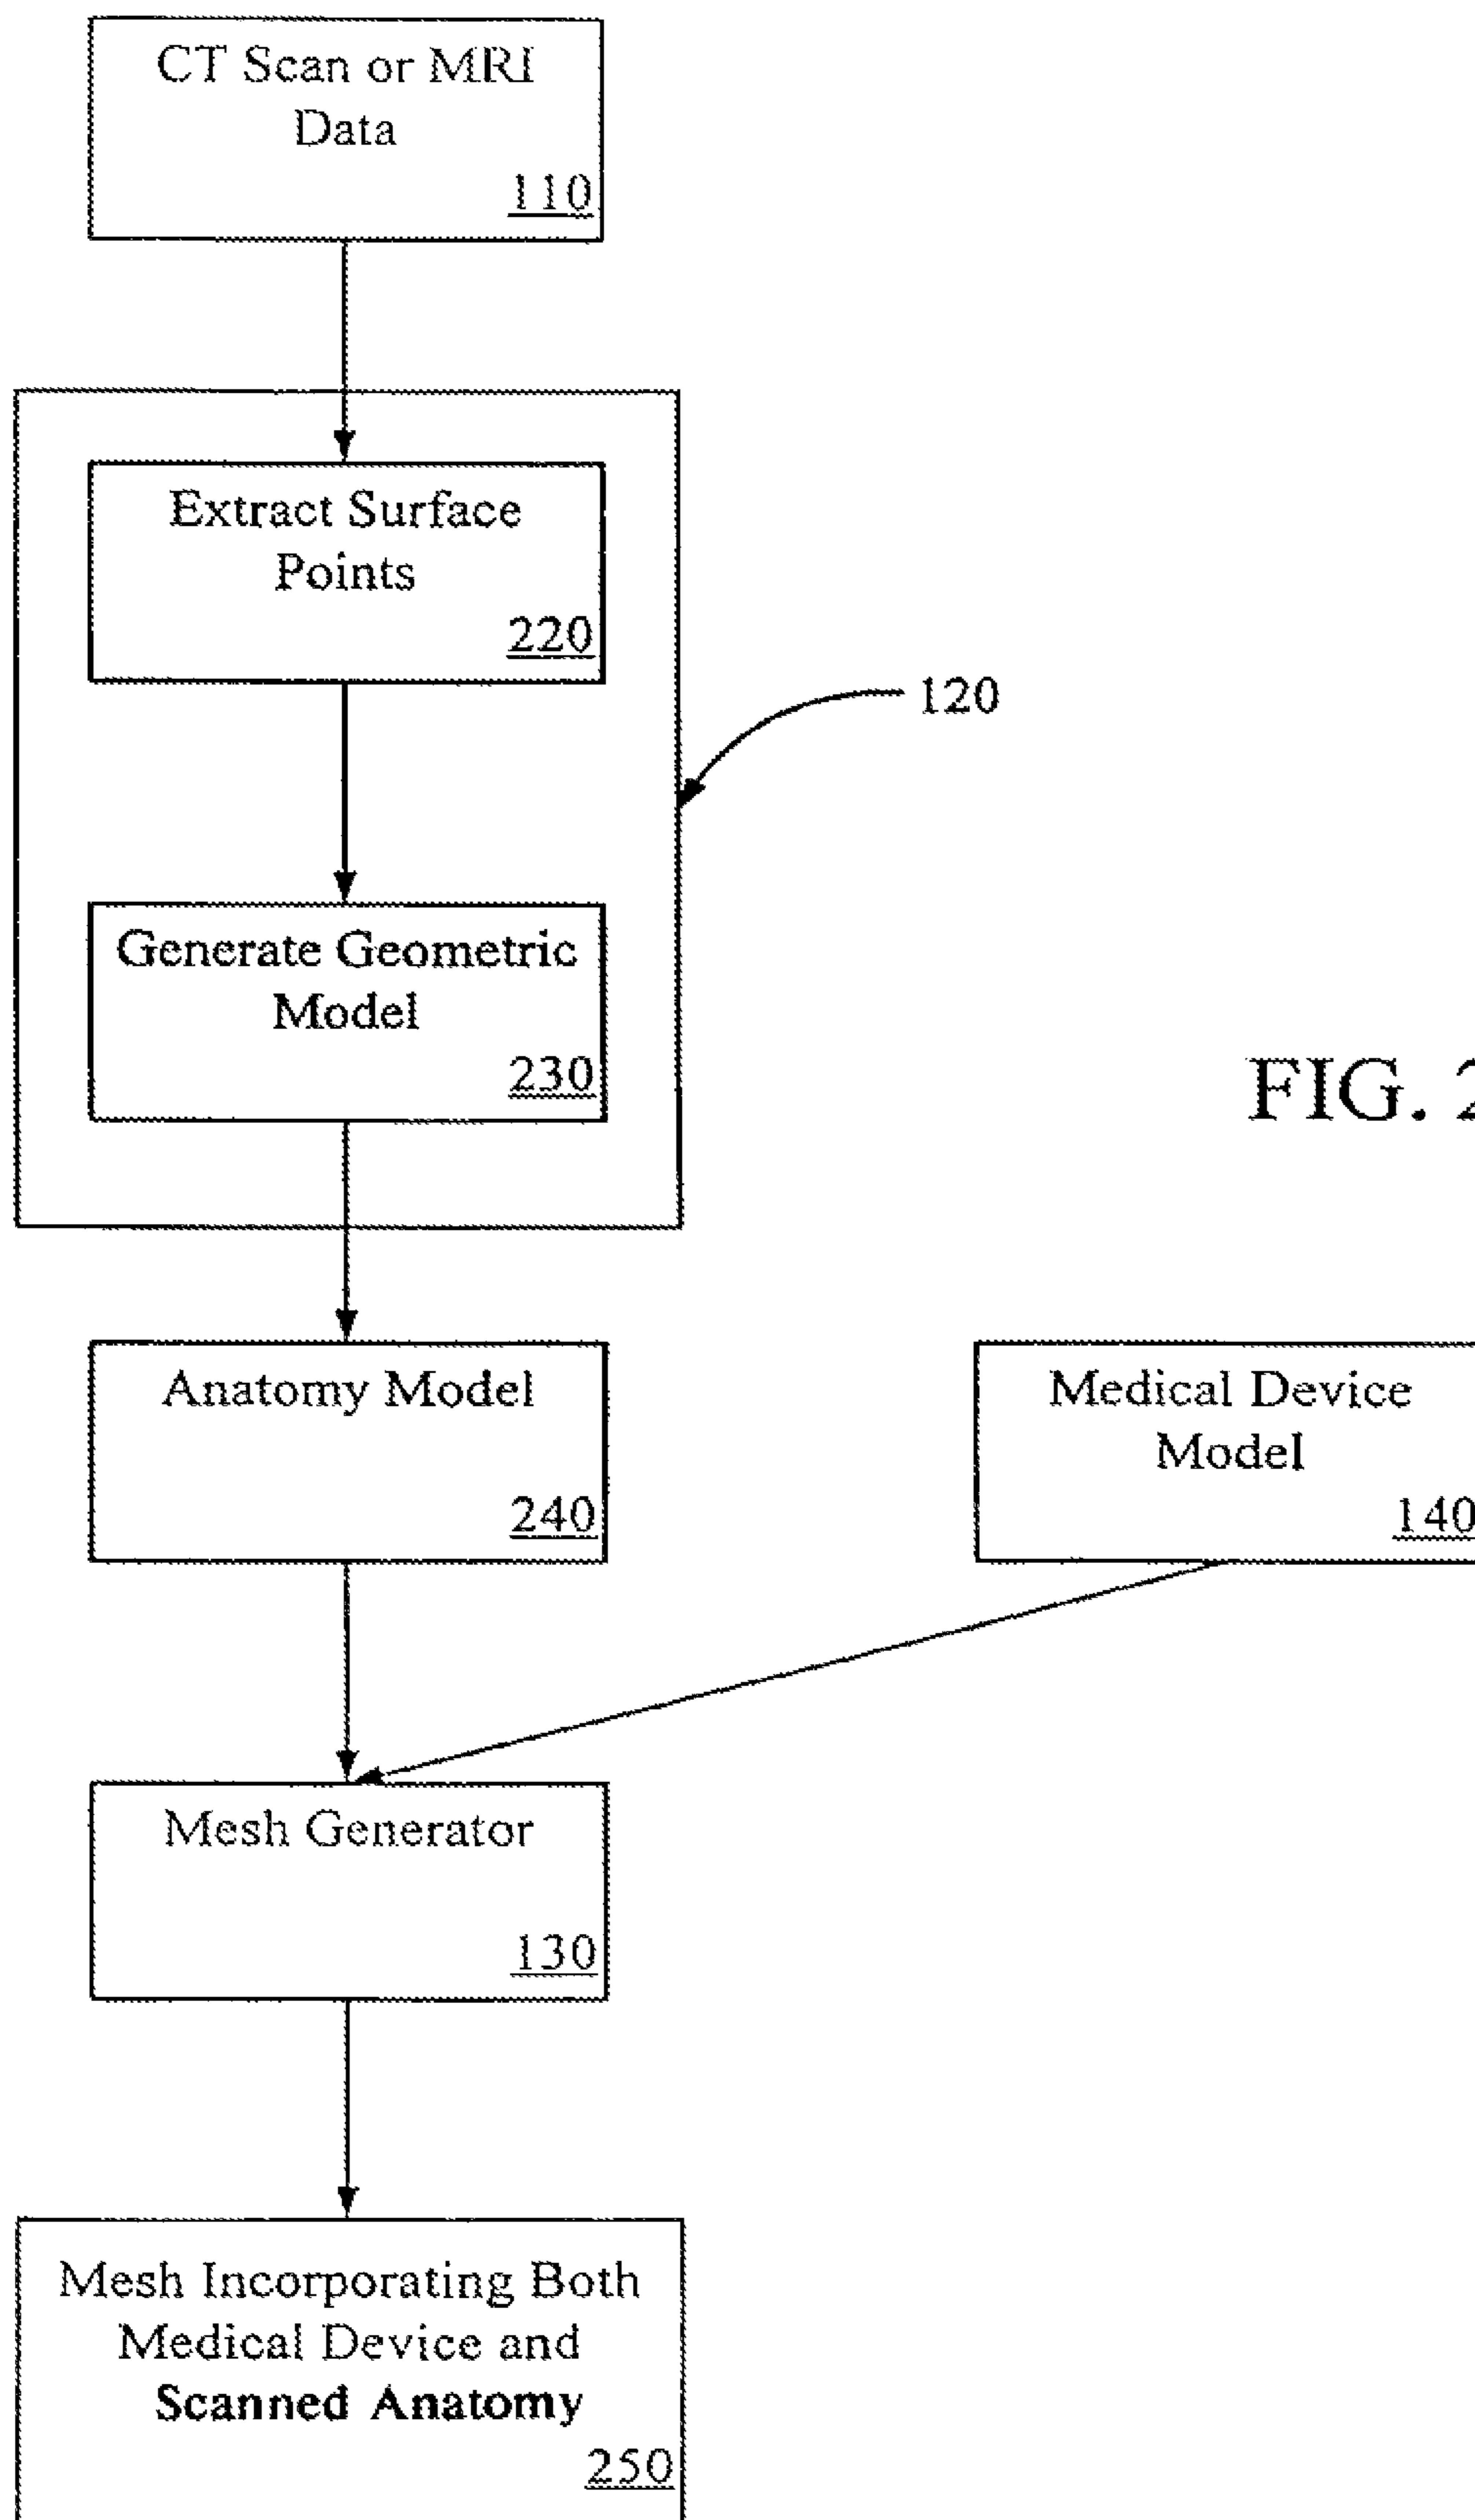 CT Scan or MRI
Data
110
Extract Surface
Points
220
120
Generate Geometric
Model
230
FIG. 2
Anatomy Model
240
Medical Device
Model
140
Mesh Generator
130
Mesh Incorporating Both
Medical Device and
Scanned Anatomy
250